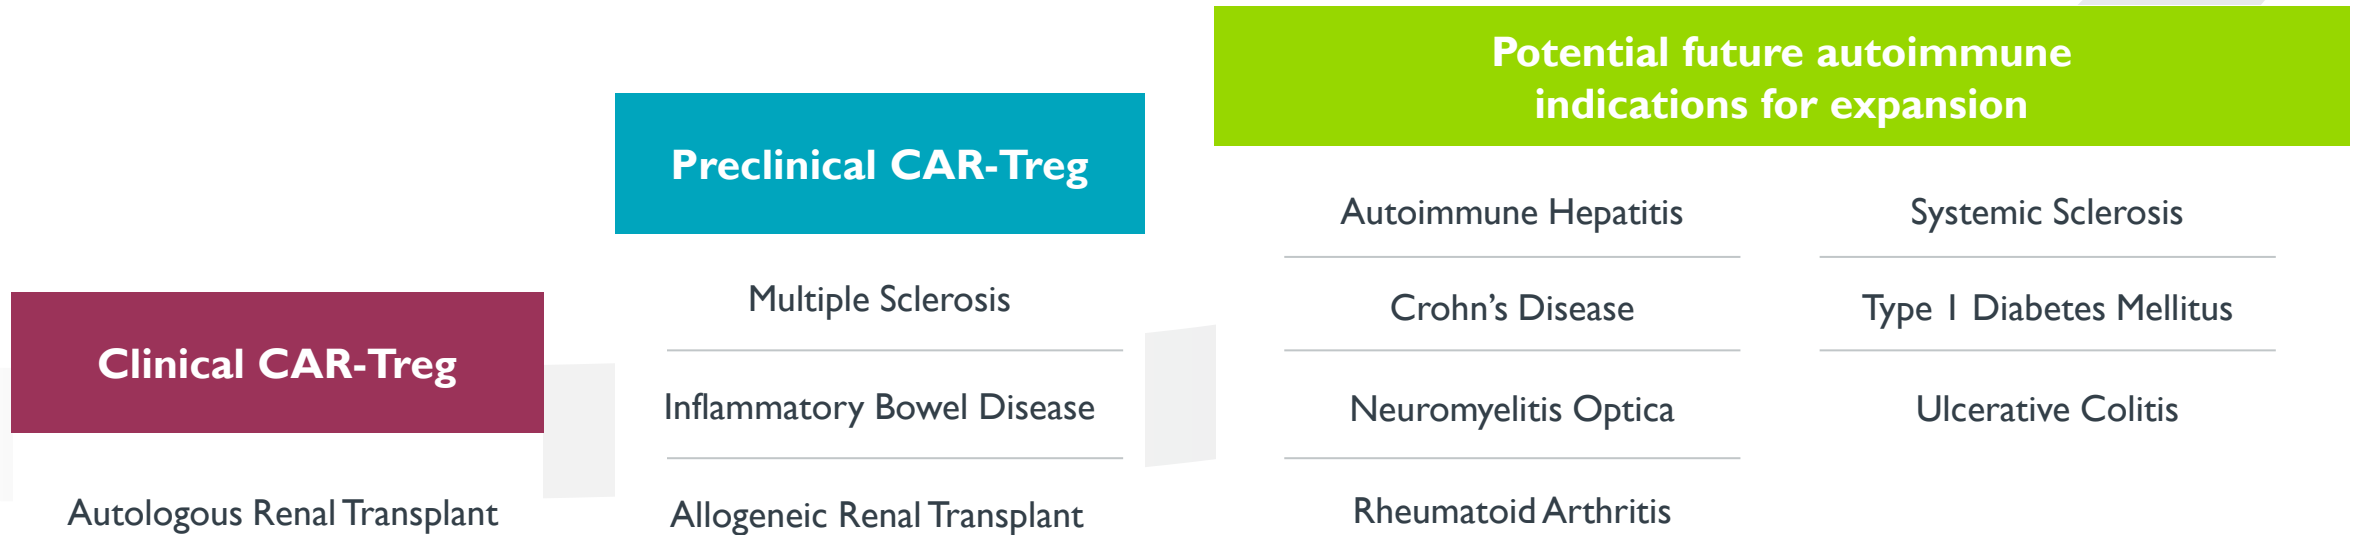 Clinical CAR-Treg
Autologous Renal Transplant
Preclinical CAR-Treg
Multiple Sclerosis
Inflammatory Bowel Disease
Allogeneic Renal Transplant
Potential future autoimmune
indications for expansion
Autoimmune Hepatitis
Crohn’s Disease
Neuromyelitis Optica
Rheumatoid Arthritis
Systemic Sclerosis
Type 1 Diabetes Mellitus
Ulcerative Colitis